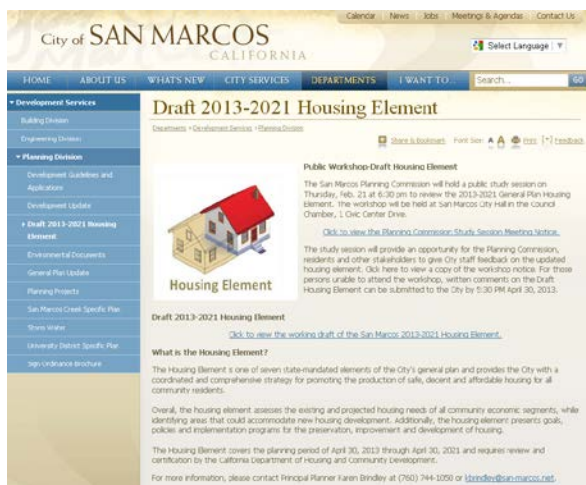 Calendar News Jobs Meetings & Agendas Contact Us
City of SAN MARCOS
CALIFORNIA
Select Language ▼
HOME ABOUT US WHAT'S NEW CITY SERVICES DEPARTMENTS I WANT TO... Search... GO
Development Services
Building Division
Engineering Division
Planning Division
Development Guidelines and
Applications
Development Update
Draft 2013-2021 Housing
Element
Environmental Documents
General Plan Update
Planning Projects
San Marcos Creek Specific Plan
Storm Water
University District Specific Plan
Sign Ordinance Brochure
Draft 2013-2021 Housing Element
Departments » Development Services » Planning Division
Share & Bookmark Font Size: A A Print [+] Feedback
Housing Element
Public Workshop-Draft Housing Element
The San Marcos Planning Commission will hold a public study session on
Thursday, Feb. 21 at 6:30 pm to review the 2013-2021 General Plan Housing
Element. The workshop will be held at San Marcos City Hall in the Council
Chamber, 1 Civic Center Drive.
Click to view the Planning Commission Study Session Meeting Notice.
The study session will provide an opportunity for the Planning Commission,
residents and other stakeholders to give City staff feedback on the updated
housing element. Click here to view a copy of the workshop notice. For those
persons unable to attend the workshop, written comments on the Draft
Housing Element can be submitted to the City by 5:30 PM April 30, 2013.
Draft 2013-2021 Housing Element
Click to view the working draft of the San Marcos 2013-2021 Housing Element.
What is the Housing Element?
The Housing Element is one of seven state-mandated elements of the City's general plan and provides the City with a
coordinated and comprehensive strategy for promoting the production of safe, decent and affordable housing for all
community residents.
Overall, the housing element assesses the existing and projected housing needs of all community economic segments, while
identifying areas that could accommodate new housing development. Additionally, the housing element presents goals,
policies and implementation programs for the preservation, improvement and development of housing.
The Housing Element covers the planning period of April 30, 2013 through April 30, 2021 and requires review and
certification by the California Department of Housing and Community Development.
For more information, please contact Principal Planner Karen Brindley at (760) 744-1050 or kbrindley@san-marcos.net.